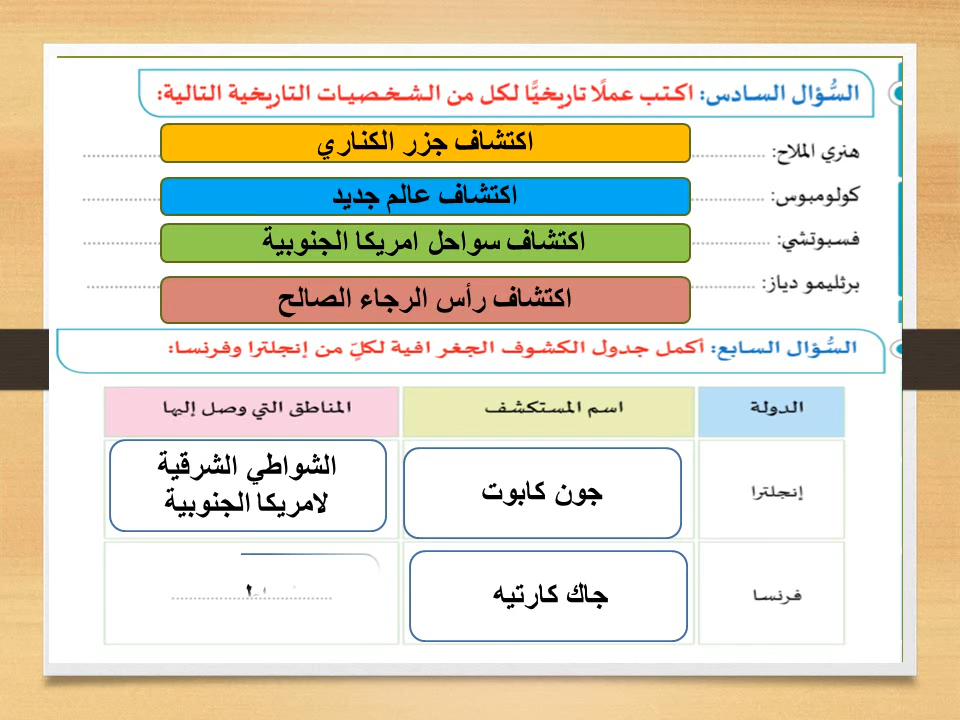 السُّؤال السادس: اكتب عملًا تاريخيًّا لكل من الشخصيات التاريخية التالية:
هنري الملاح: اكتشاف جزر الكناري
كولومبوس: اكتشاف عالم جديد
فسبوتشي: اكتشاف سواحل امريكا الجنوبية
برثليمو دياز: اكتشاف رأس الرجاء الصالح
السُّؤال السابع: أكمل جدول الكشوف الجغرافية لكلِّ من إنجلترا وفرنسا:
الدولة اسم المستكشف المناطق التي وصل إليها
إنجلترا جون كابوت الشواطي الشرقية
لامريكا الجنوبية
فرنسا جاك كارتيه